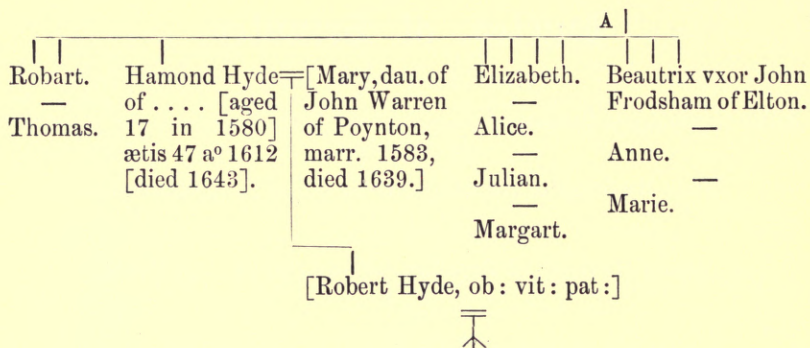 A
Robart.
—
Thomas.
Hamond Hyde
of . . . . [aged
17 in 1580]
ætis 47 aº 1612
[died 1643].
[Mary, dau. of
John Warren
of Poynton,
marr. 1583,
died 1639.]
Elizabeth.
—
Alice.
—
Julian.
—
Margart.
Beautrix vxor John
Frodsham of Elton.
—
Anne.
—
Marie.
[Robert Hyde, ob : vit : pat :]